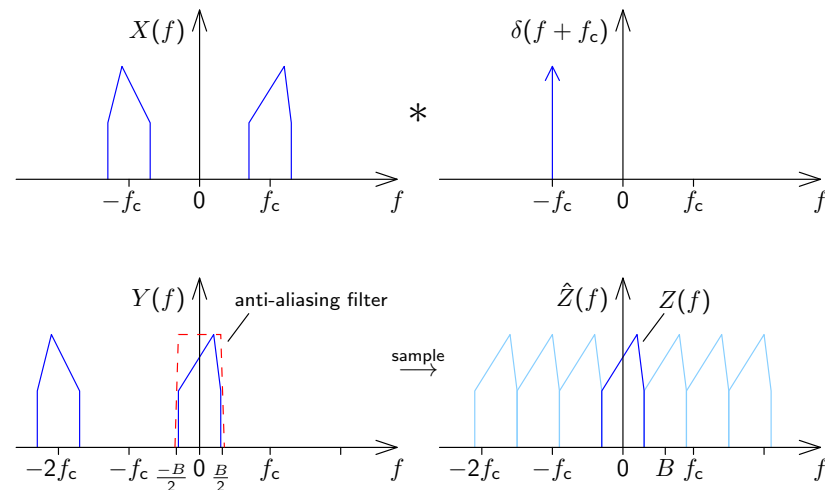 X(f)
δ(f + f_c)
*
−f_c 0 f_c f
−f_c 0 f_c f
Y(f)
anti-aliasing filter
Ẑ(f)
Z(f)
sample
→
−2f_c −f_c −B/2 0 B/2 f_c f
−2f_c −f_c 0 B f_c f